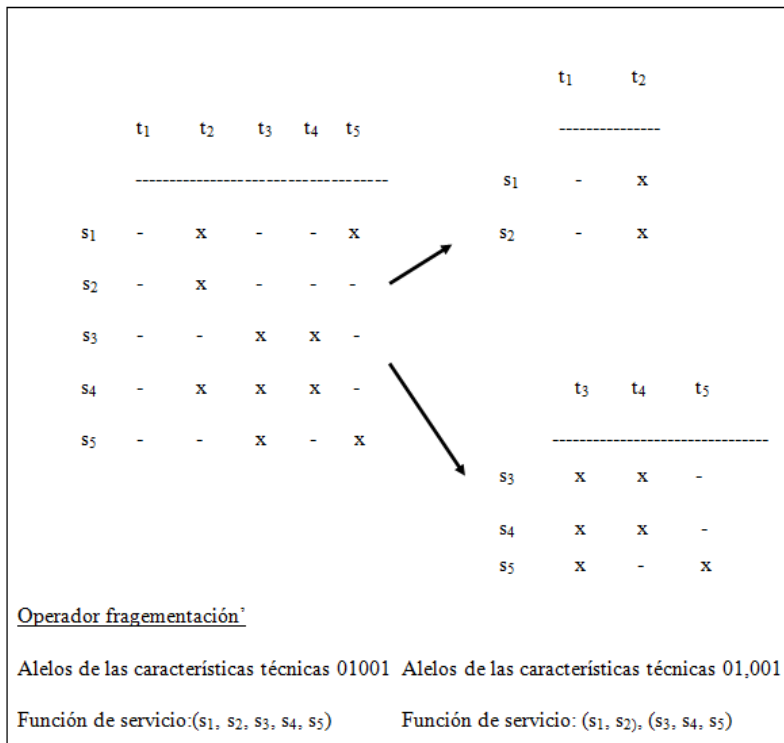 t₁ t₂
t₁ t₂ t₃ t₄ t₅
---------------
-------------------------------------
s₁ - x
s₁ - x - - x
s₂ - x
s₂ - x - - -
s₃ - - x x -
s₄ - x x x -
t₃ t₄ t₅
s₅ - - x - x
--------------------------------
s₃ x x -
s₄ x x -
s₅ x - x
Operador fragementación’
Alelos de las características técnicas 01001 Alelos de las características técnicas 01,001
Función de servicio:(s₁, s₂, s₃, s₄, s₅) Función de servicio: (s₁, s₂), (s₃, s₄, s₅)